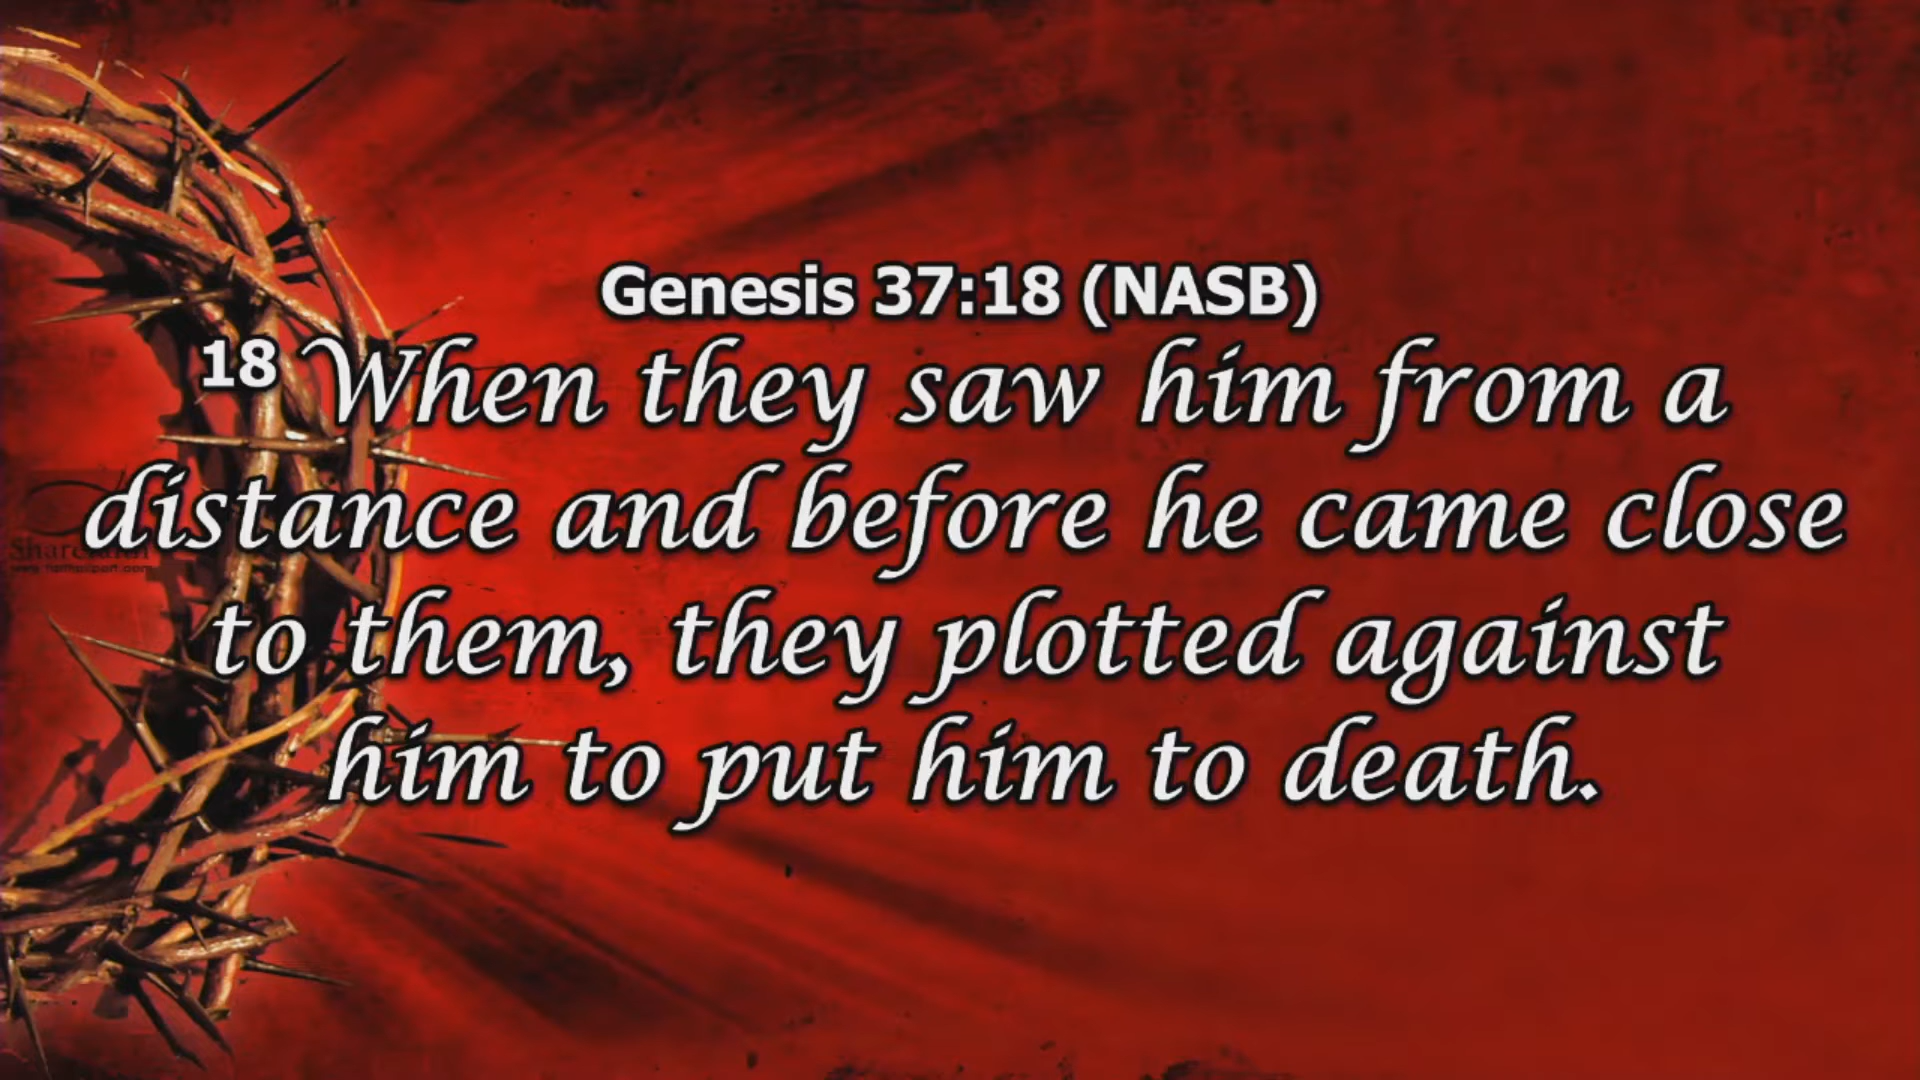 Genesis 37:18 (NASB)
18 When they saw him from a
distance and before he came close
to them, they plotted against
him to put him to death.